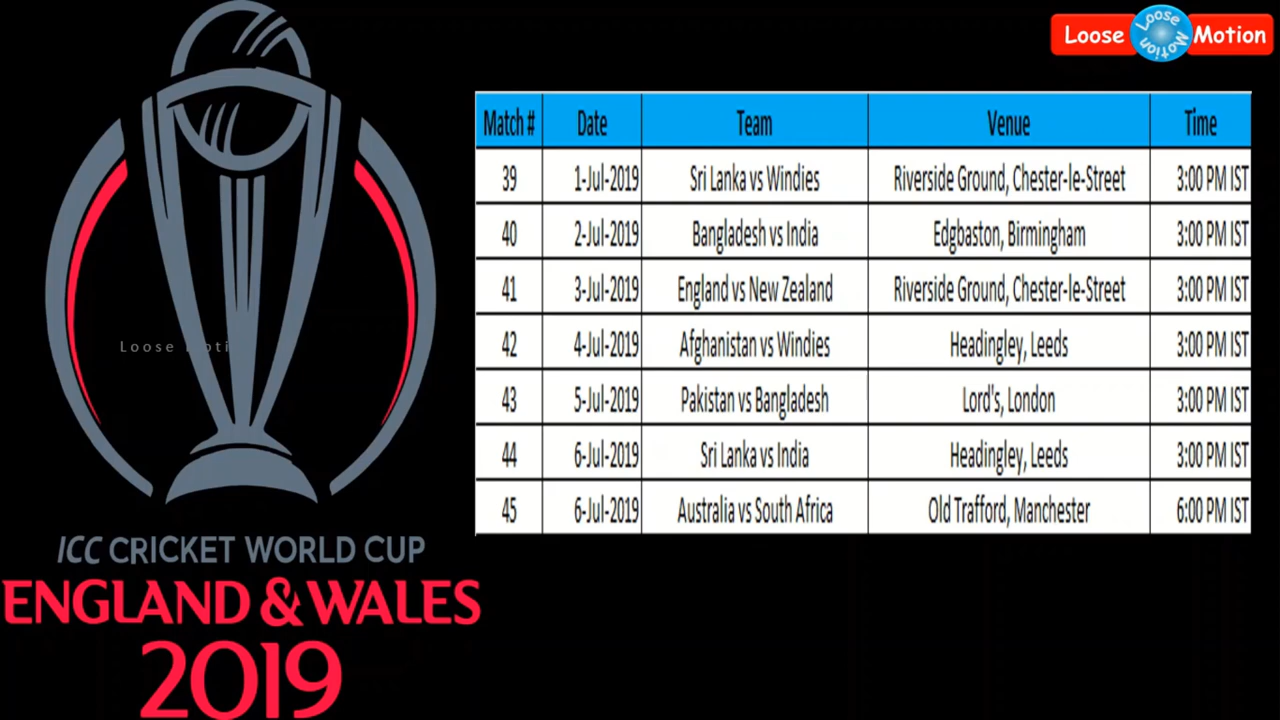 Loose Loose Motion Motion
Match # Date Team Venue Time
39 1-Jul-2019 Sri Lanka vs Windies Riverside Ground, Chester-le-Street 3:00 PM IST
40 2-Jul-2019 Bangladesh vs India Edgbaston, Birmingham 3:00 PM IST
41 3-Jul-2019 England vs New Zealand Riverside Ground, Chester-le-Street 3:00 PM IST
42 4-Jul-2019 Afghanistan vs Windies Headingley, Leeds 3:00 PM IST
43 5-Jul-2019 Pakistan vs Bangladesh Lord's, London 3:00 PM IST
44 6-Jul-2019 Sri Lanka vs India Headingley, Leeds 3:00 PM IST
45 6-Jul-2019 Australia vs South Africa Old Trafford, Manchester 6:00 PM IST
Loose
ICC CRICKET WORLD CUP
ENGLAND & WALES
2019